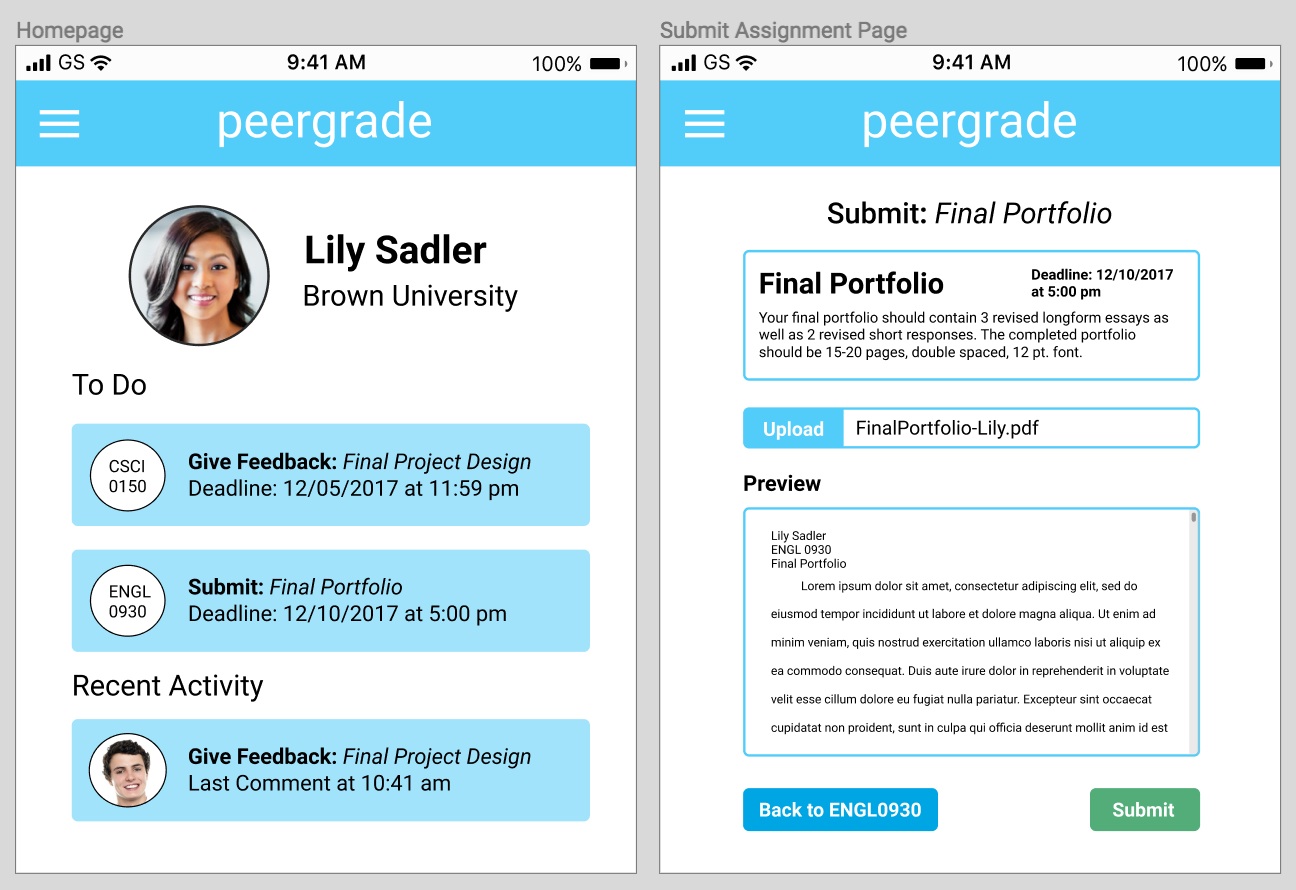 Homepage
GS 9:41 AM 100%
peergrade
Lily Sadler
Brown University
To Do
CSCI
0150
Give Feedback: Final Project Design
Deadline: 12/05/2017 at 11:59 pm
ENGL
0930
Submit: Final Portfolio
Deadline: 12/10/2017 at 5:00 pm
Recent Activity
Give Feedback: Final Project Design
Last Comment at 10:41 am
Submit Assignment Page
GS 9:41 AM 100%
peergrade
Submit: Final Portfolio
Final Portfolio
Deadline: 12/10/2017
at 5:00 pm
Your final portfolio should contain 3 revised longform essays as
well as 2 revised short responses. The completed portfolio
should be 15-20 pages, double spaced, 12 pt. font.
Upload FinalPortfolio-Lily.pdf
Preview
Lily Sadler
ENGL 0930
Final Portfolio
Lorem ipsum dolor sit amet, consectetur adipiscing elit, sed do
eiusmod tempor incididunt ut labore et dolore magna aliqua. Ut enim ad
minim veniam, quis nostrud exercitation ullamco laboris nisi ut aliquip ex
ea commodo consequat. Duis aute irure dolor in reprehenderit in voluptate
velit esse cillum dolore eu fugiat nulla pariatur. Excepteur sint occaecat
cupidatat non proident, sunt in culpa qui officia deserunt mollit anim id est
Back to ENGL0930 Submit